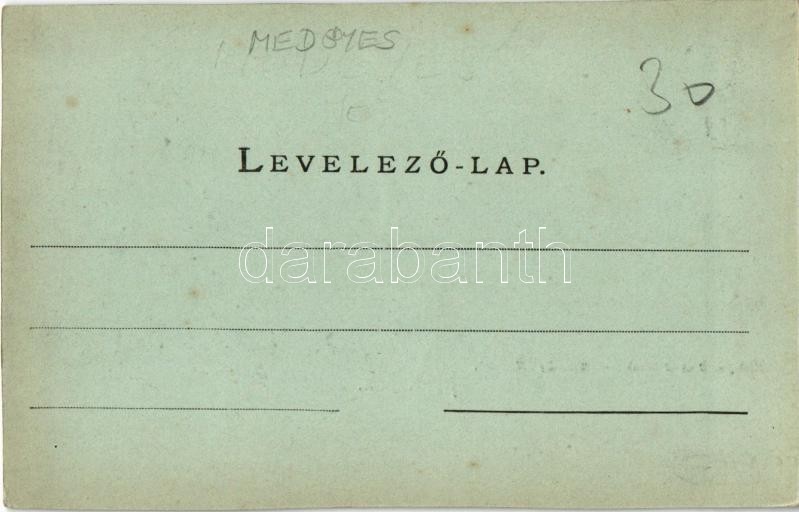 MEDGYES
30
LEVELEZŐ-LAP.
darabanth